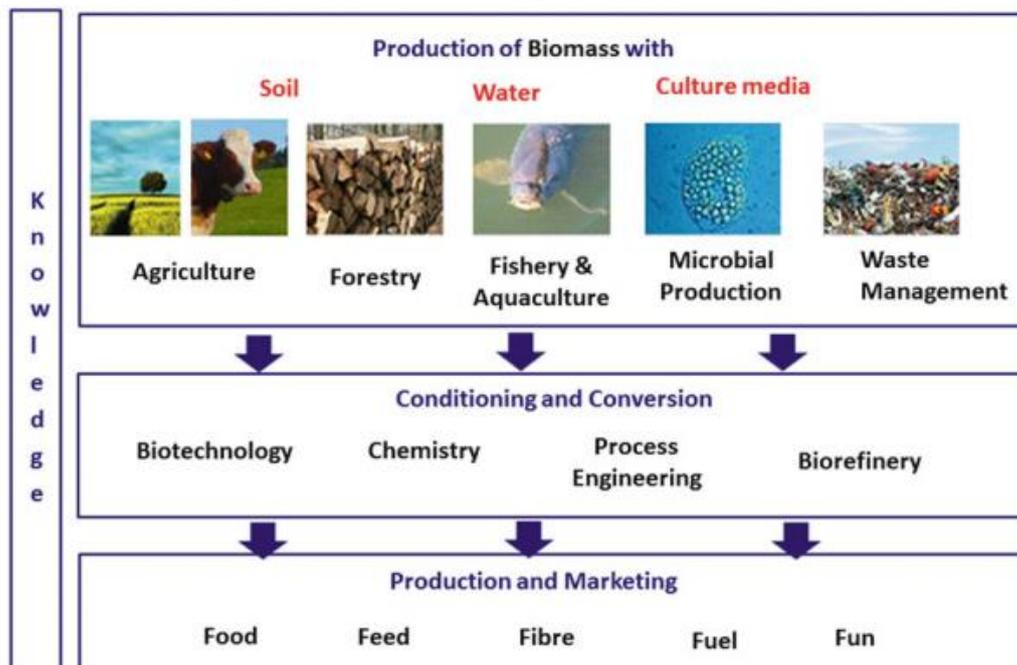 Knowledge
Production of Biomass with
Soil
Water
Culture media
Agriculture
Forestry
Fishery &
Aquaculture
Microbial
Production
Waste
Management
Conditioning and Conversion
Biotechnology
Chemistry
Process
Engineering
Biorefinery
Production and Marketing
Food
Feed
Fibre
Fuel
Fun